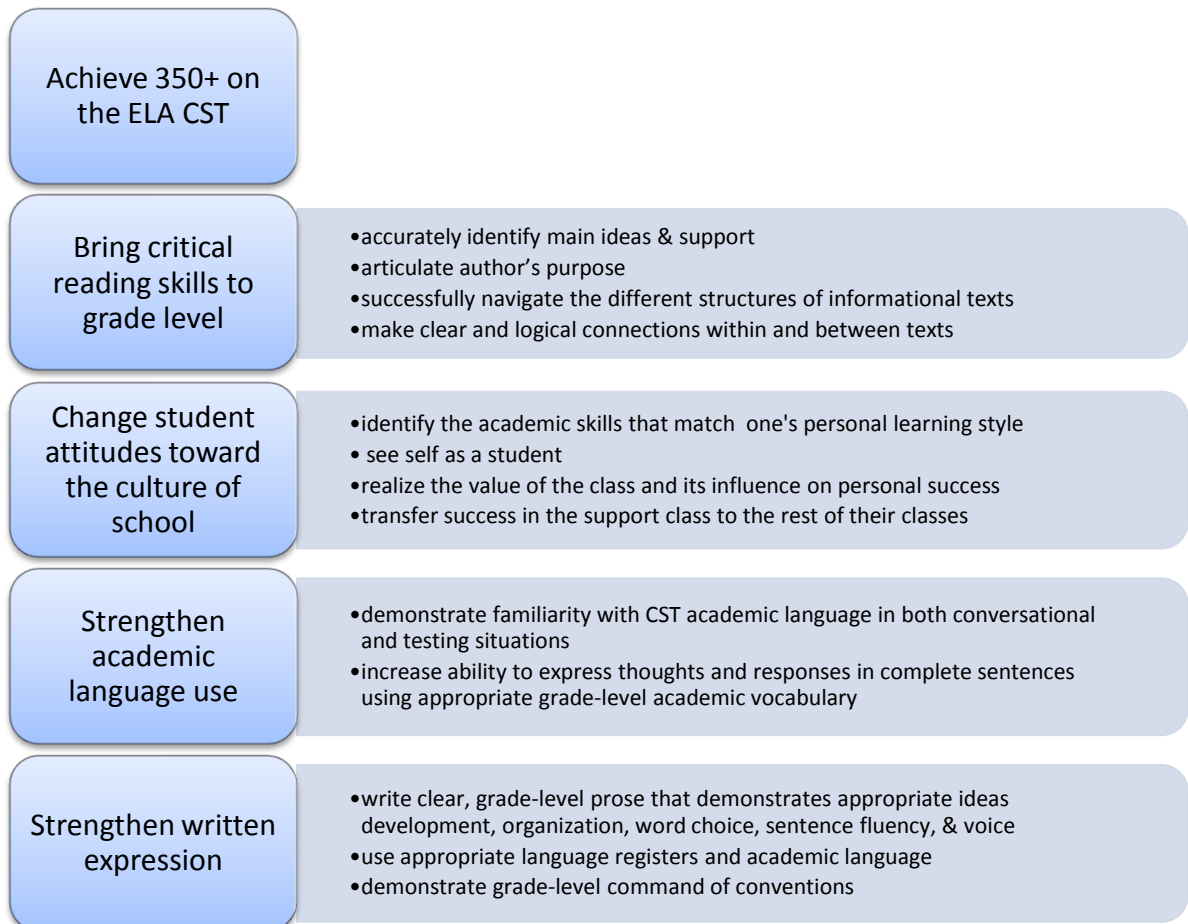 Achieve 350+ on
the ELA CST
Bring critical
reading skills to
grade level
•accurately identify main ideas & support
•articulate author’s purpose
•successfully navigate the different structures of informational texts
•make clear and logical connections within and between texts
Change student
attitudes toward
the culture of
school
•identify the academic skills that match  one's personal learning style
• see self as a student
•realize the value of the class and its influence on personal success
•transfer success in the support class to the rest of their classes
Strengthen
academic
language use
•demonstrate familiarity with CST academic language in both conversational
and testing situations
•increase ability to express thoughts and responses in complete sentences
using appropriate grade-level academic vocabulary
Strengthen written
expression
•write clear, grade-level prose that demonstrates appropriate ideas
development, organization, word choice, sentence fluency, & voice
•use appropriate language registers and academic language
•demonstrate grade-level command of conventions